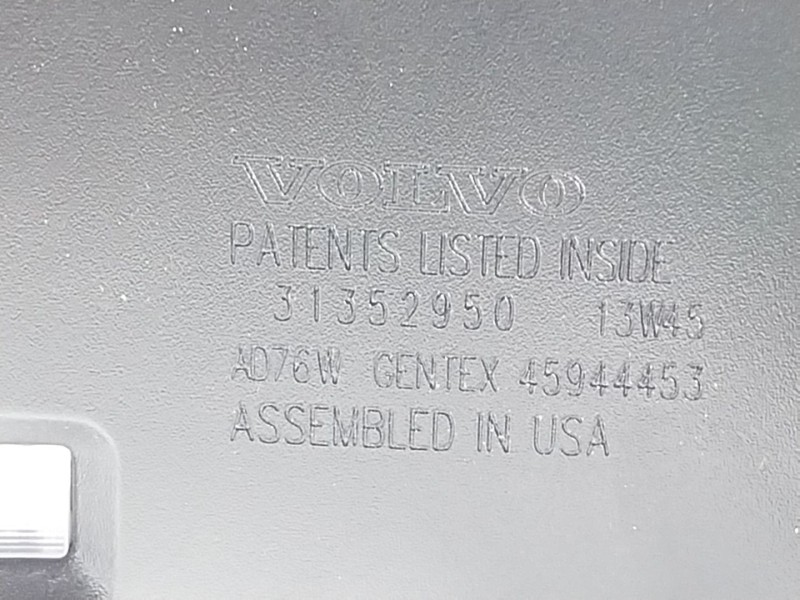 VOLVO
PATENTS LISTED INSIDE
31352950 13W45
AD76W GENTEX 45944453
ASSEMBLED IN USA